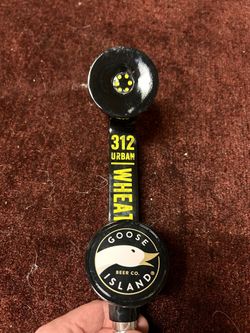 312
URBAN
WHEAT
GOOSE
BEER CO.
ISLAND®